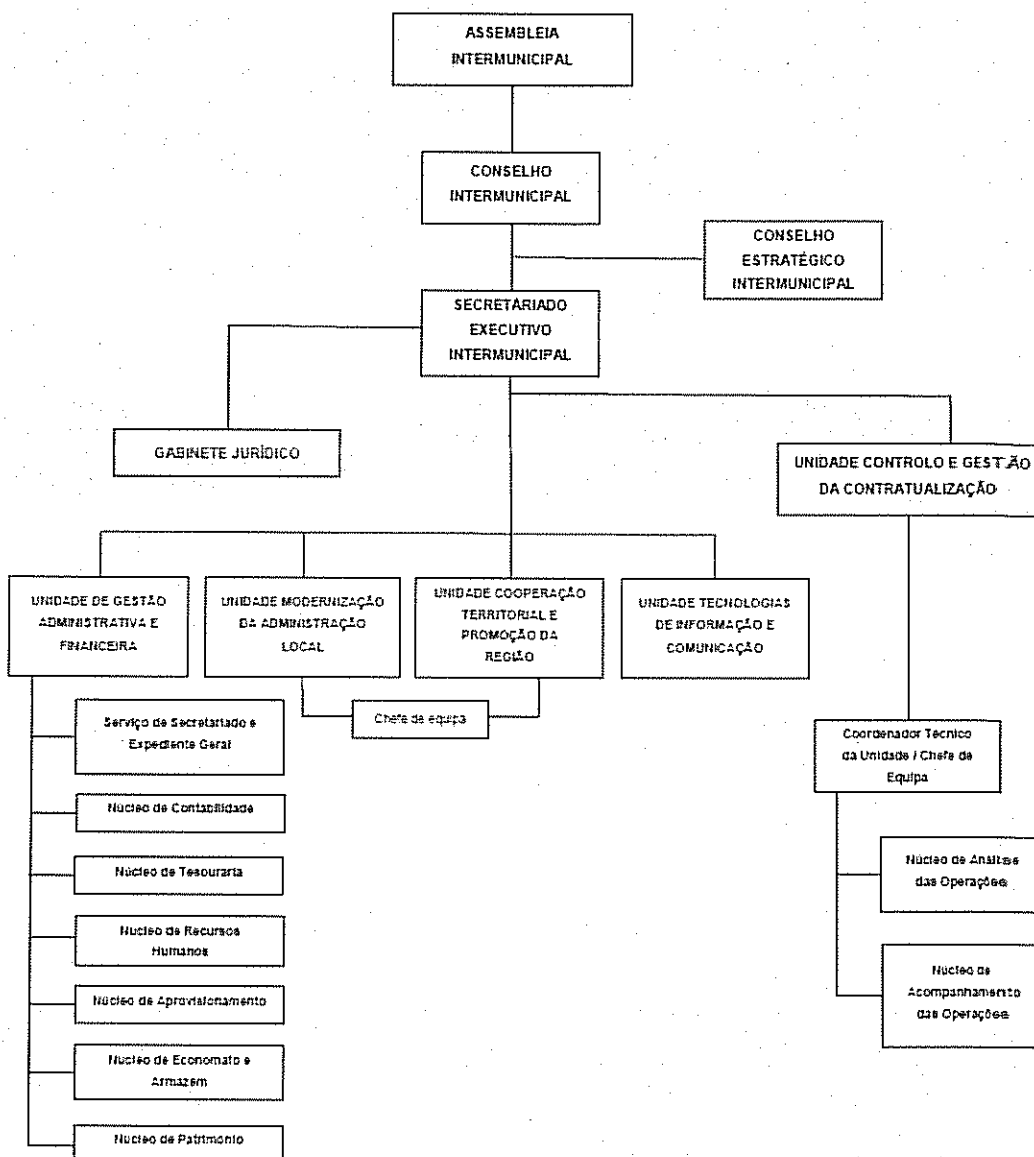 ASSEMBLEIA
INTERMUNICIPAL
CONSELHO
INTERMUNICIPAL
CONSELHO
ESTRATÉGICO
INTERMUNICIPAL
SECRETARIADO
EXECUTIVO
INTERMUNICIPAL
GABINETE JURÍDICO
UNIDADE CONTROLO E GESTÃO
DA CONTRATUALIZAÇÃO
UNIDADE DE GESTÃO
ADMINISTRATIVA E
FINANCEIRA
UNIDADE MODERNIZAÇÃO
DA ADMINISTRAÇÃO
LOCAL
UNIDADE COOPERAÇÃO
TERRITORIAL E
PROMOÇÃO DA
REGIÃO
UNIDADE TECNOLOGIAS
DE INFORMAÇÃO E
COMUNICAÇÃO
Chefe de equipa
Serviço de Secretariado e
Expediente Geral
Núcleo de Contabilidade
Núcleo de Tesouraria
Núcleo de Recursos
Humanos
Núcleo de Aprovisionamento
Núcleo de Economato e
Armazem
Núcleo de Património
Coordenador Técnico
da Unidade / Chefe de
Equipa
Núcleo de Análise
das Operações
Núcleo de
Acompanhamento
das Operações